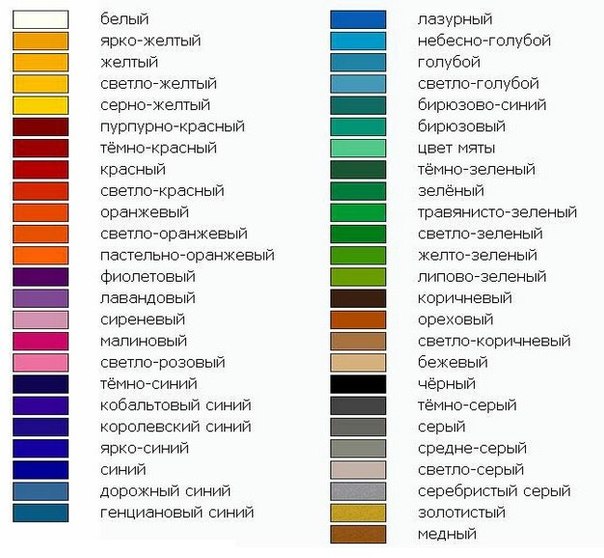 белый
ярко-желтый
желтый
светло-желтый
серно-желтый
пурпурно-красный
тёмно-красный
красный
светло-красный
оранжевый
светло-оранжевый
пастельно-оранжевый
фиолетовый
лавандовый
сиреневый
малиновый
светло-розовый
тёмно-синий
кобальтовый синий
королевский синий
ярко-синий
синий
дорожный синий
генциановый синий
лазурный
небесно-голубой
голубой
светло-голубой
бирюзово-синий
бирюзовый
цвет мяты
тёмно-зеленый
зелёный
травянисто-зеленый
светло-зеленый
желто-зеленый
липово-зеленый
коричневый
ореховый
светло-коричневый
бежевый
чёрный
тёмно-серый
серый
средне-серый
светло-серый
серебристый серый
золотистый
медный